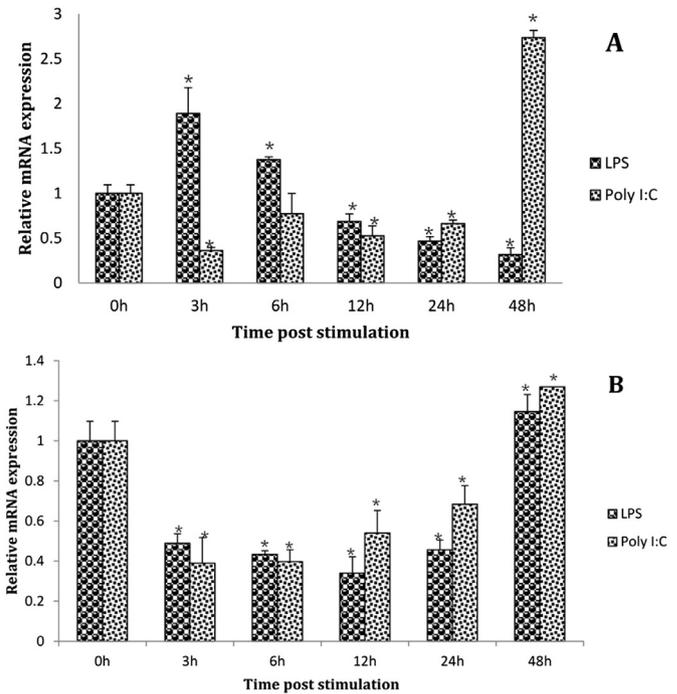 3
2.5
2
1.5
1
0.5
0
Relative mRNA expression
*
*
*
*
*
*
*
*
*
A
LPS
Poly I:C
0h 3h 6h 12h 24h 48h
Time post stimulation
1.4
1.2
1
0.8
0.6
0.4
0.2
0
Relative mRNA expression
*
*
*
*
*
*
*
*
*
*
B
LPS
Poly I:C
0h 3h 6h 12h 24h 48h
Time post stimulation